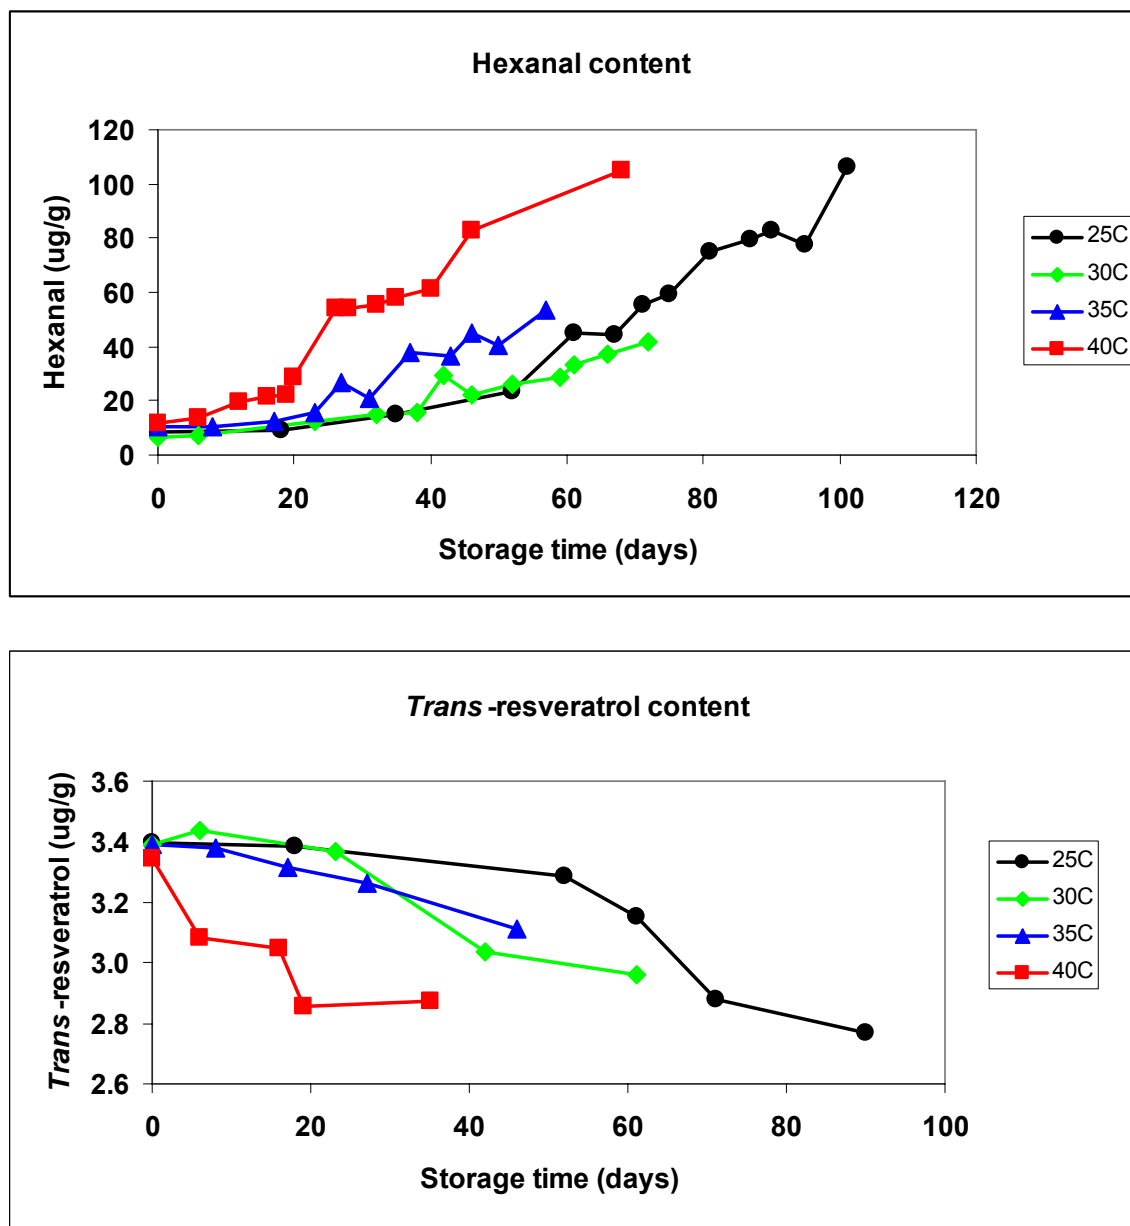 Hexanal content
Hexanal (ug/g)
120
100
80
60
40
20
0
0 20 40 60 80 100 120
Storage time (days)
25C
30C
35C
40C
Trans-resveratrol content
Trans-resveratrol (ug/g)
3.6
3.4
3.2
3.0
2.8
2.6
0 20 40 60 80 100
Storage time (days)
25C
30C
35C
40C